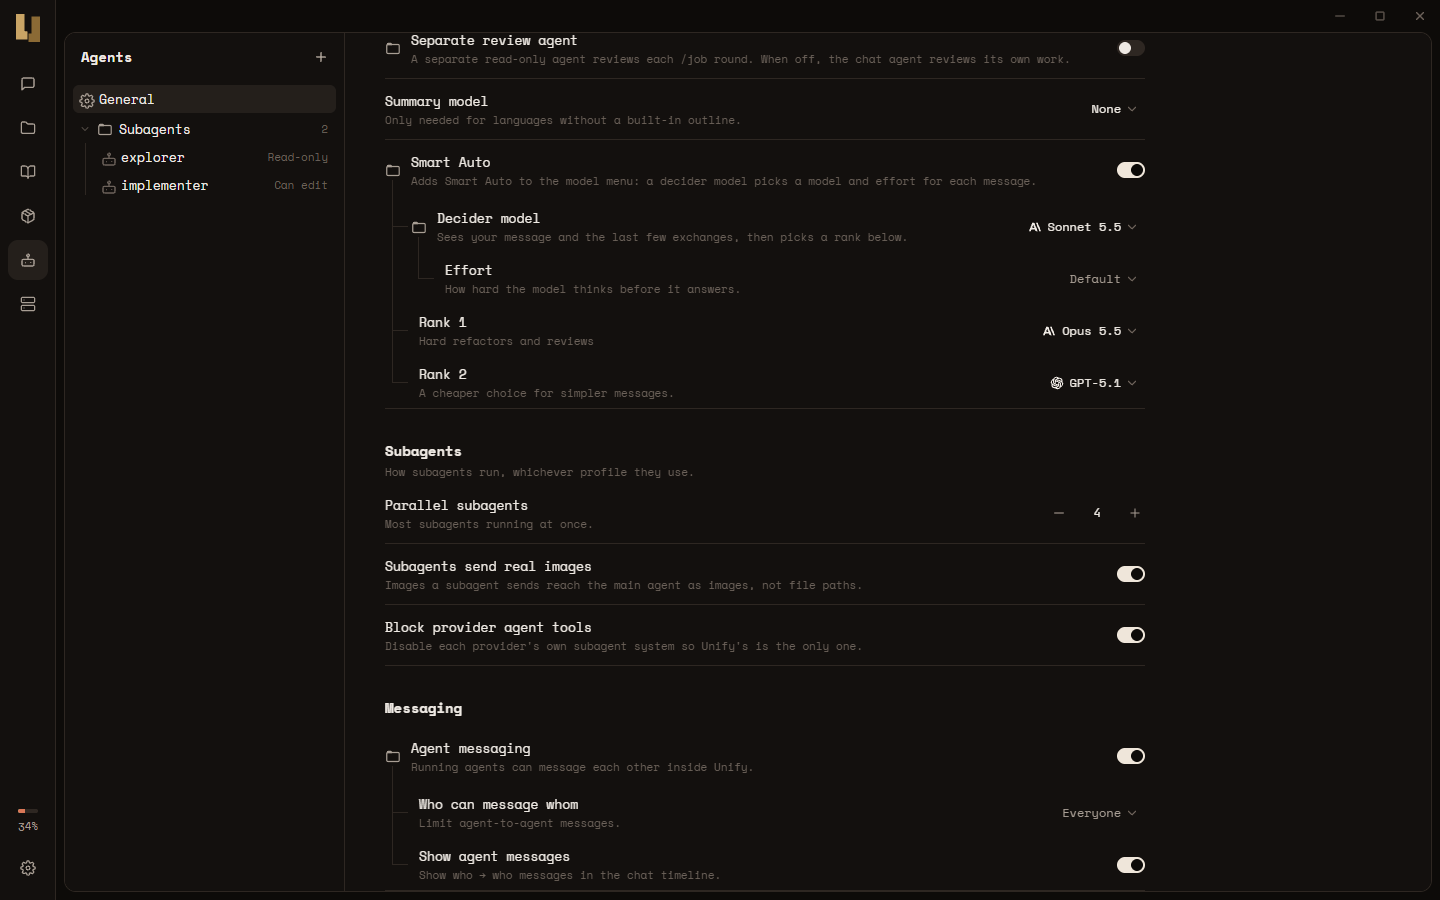 Agents
General
Subagents 2
explorer Read-only
implementer Can edit
34%
Separate review agent
A separate read-only agent reviews each /job round. When off, the chat agent reviews its own work.
Summary model
Only needed for languages without a built-in outline.
None
Smart Auto
Adds Smart Auto to the model menu: a decider model picks a model and effort for each message.
Decider model
Sees your message and the last few exchanges, then picks a rank below.
Sonnet 5.5
Effort
How hard the model thinks before it answers.
Default
Rank 1
Hard refactors and reviews
Opus 5.5
Rank 2
A cheaper choice for simpler messages.
GPT-5.1
Subagents
How subagents run, whichever profile they use.
Parallel subagents
Most subagents running at once.
4
Subagents send real images
Images a subagent sends reach the main agent as images, not file paths.
Block provider agent tools
Disable each provider's own subagent system so Unify's is the only one.
Messaging
Agent messaging
Running agents can message each other inside Unify.
Who can message whom
Limit agent-to-agent messages.
Everyone
Show agent messages
Show who → who messages in the chat timeline.